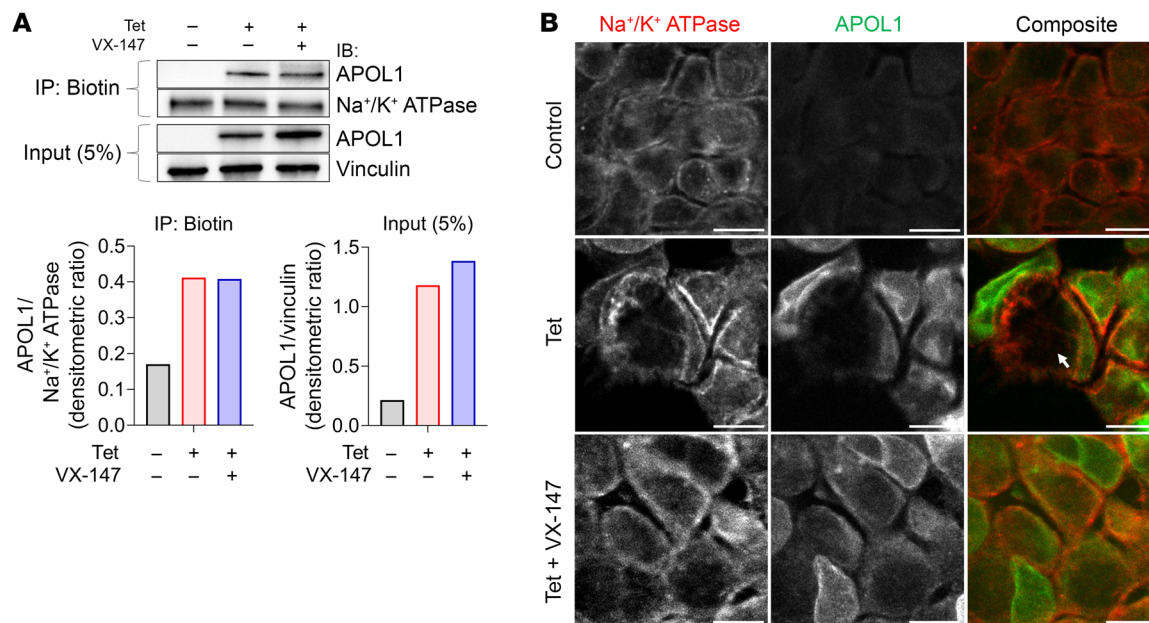 A
Tet – + +
VX-147 – – +
IB:
IP: Biotin
APOL1
Na⁺/K⁺ ATPase
Input (5%)
APOL1
Vinculin
IP: Biotin
APOL1/
Na⁺/K⁺ ATPase
(densitometric ratio)
0.5
0.4
0.3
0.2
0.1
0.0
Tet – + +
VX-147 – – +
Input (5%)
APOL1/vinculin
(densitometric ratio)
1.5
1.0
0.5
0.0
Tet – + +
VX-147 – – +
B
Na⁺/K⁺ ATPase
APOL1
Composite
Control
Tet
Tet + VX-147